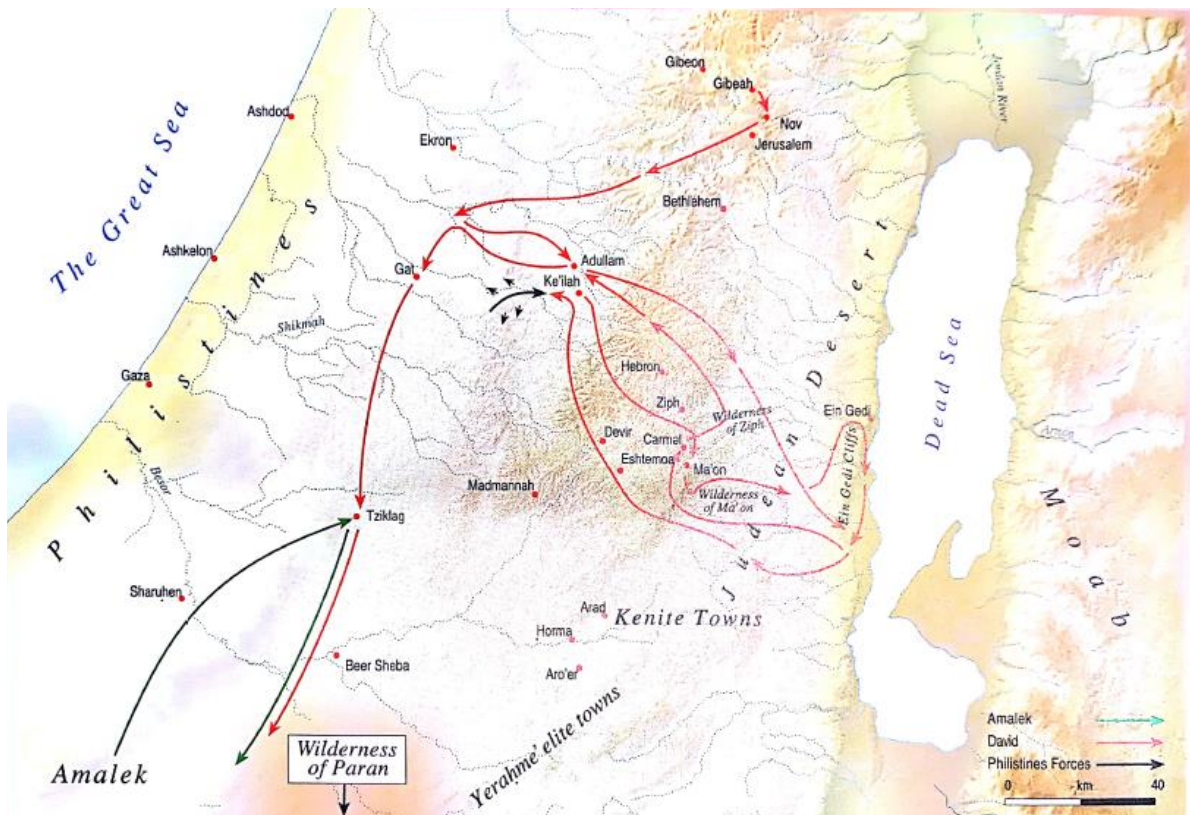 The Great Sea
Philistines
Ashdod
Ekron
Gibeon
Gibeah
Nov
Jerusalem
Jordan River
Bethlehem
Ashkelon
Gat
Adullam
Ke'ilah
Shikmah
Gaza
Hebron
Ziph
Wilderness
of Ziph
Devir
Carmel
Eshtemoa
Ma'on
Wilderness
of Ma'on
Ein Gedi
Ein Gedi Cliffs
Judean Desert
Dead Sea
Arnon
Moab
Besor
Madmannah
Tziklag
Sharuhen
Arad
Kenite Towns
Horma
Beer Sheba
Aro'er
Yerahme' elite towns
Amalek
Wilderness
of Paran
Amalek
David
Philistines Forces
0 km 40